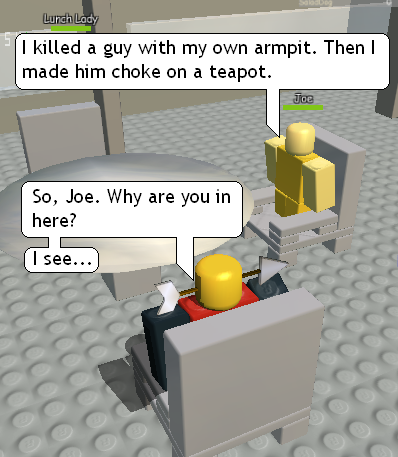 Lunch Lady
I killed a guy with my own armpit. Then I
made him choke on a teapot.
Joe
So, Joe. Why are you in
here?
I see...